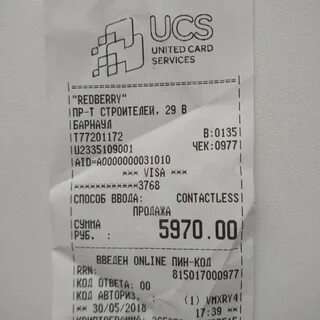 UCS
UNITED CARD
SERVICES
"REDBERRY"
ПР-Т СТРОИТЕЛЕЙ, 29 В
БАРНАУЛ
T77201172 В:0135
U2335109001 ЧЕК:0977
AID=A0000000031010
*** VISA ***
************3768
СПОСОБ ВВОДА: CONTACTLESS
ПРОДАЖА
СУММА
РУБ. : 5970.00
ВВЕДЕН ONLINE ПИН-КОД
RRN: 815017000977
КОД ОТВЕТА: 00
КОД АВТОРИЗ.: (1) VMXRY4
** 30/05/2018 17:39 **